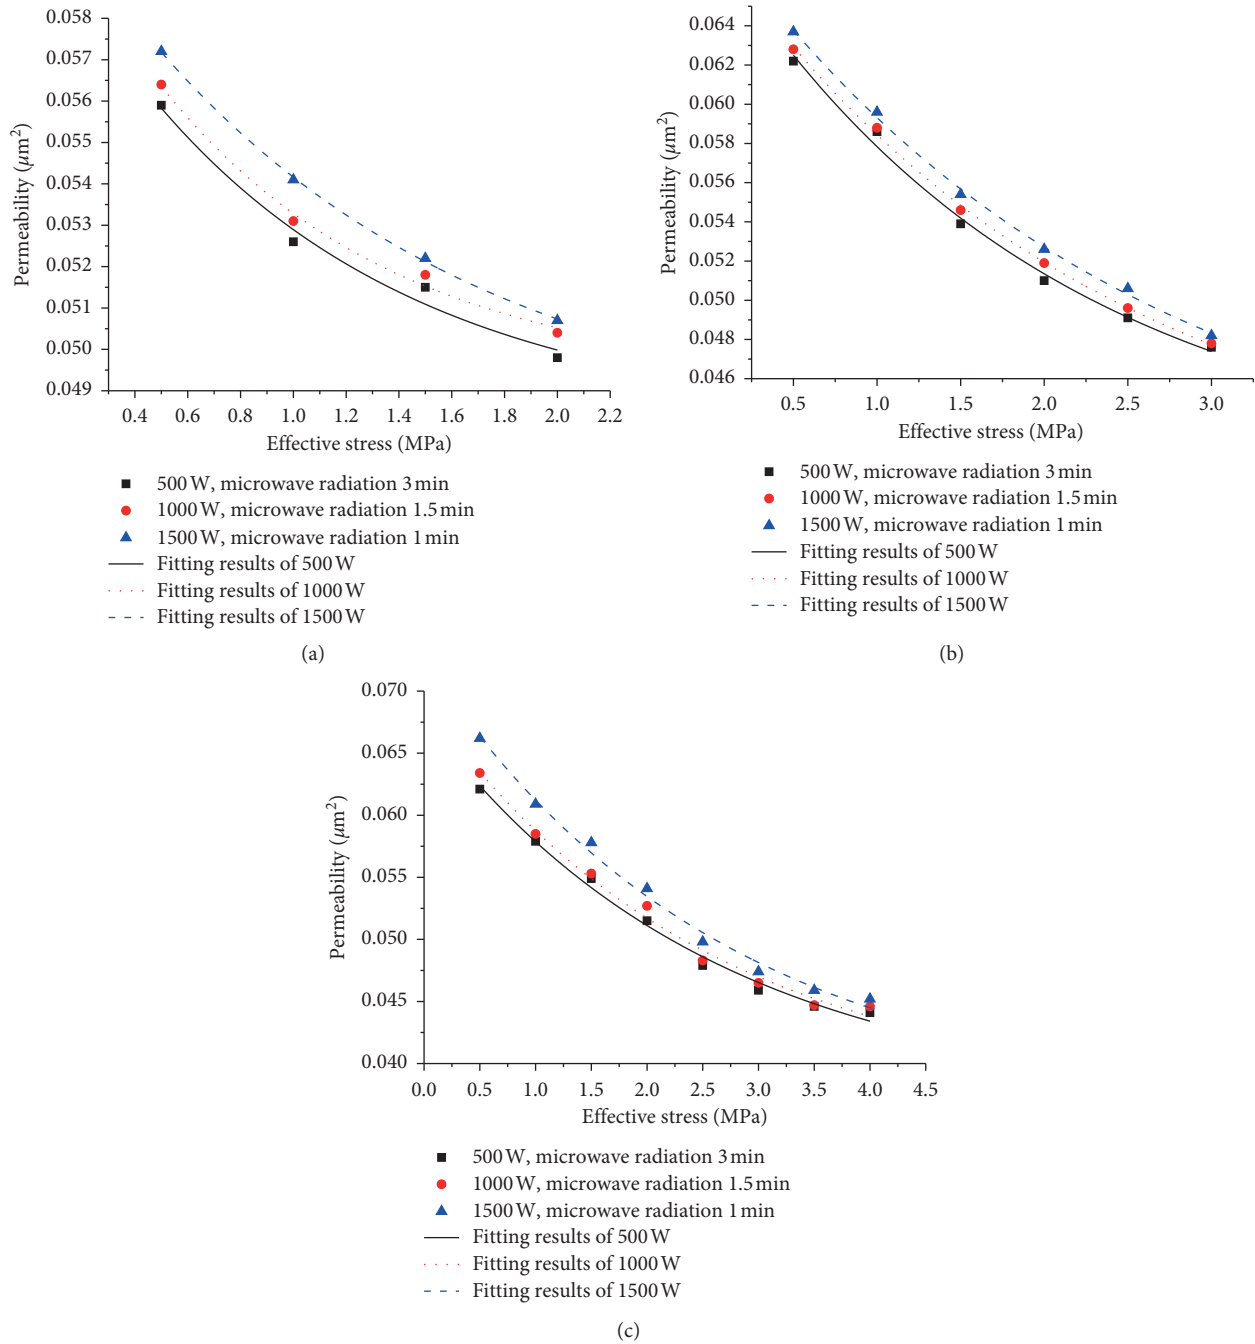 0.058
0.057
0.056
0.055
0.054
0.053
0.052
0.051
0.050
0.049
Permeability (μm²)
0.4 0.6 0.8 1.0 1.2 1.4 1.6 1.8 2.0 2.2
Effective stress (MPa)
500 W, microwave radiation 3 min
1000 W, microwave radiation 1.5 min
1500 W, microwave radiation 1 min
Fitting results of 500 W
Fitting results of 1000 W
Fitting results of 1500 W
(a)
0.064
0.062
0.060
0.058
0.056
0.054
0.052
0.050
0.048
0.046
Permeability (μm²)
0.5 1.0 1.5 2.0 2.5 3.0
Effective stress (MPa)
500 W, microwave radiation 3 min
1000 W, microwave radiation 1.5 min
1500 W, microwave radiation 1 min
Fitting results of 500 W
Fitting results of 1000 W
Fitting results of 1500 W
(b)
0.070
0.065
0.060
0.055
0.050
0.045
0.040
Permeability (μm²)
0.0 0.5 1.0 1.5 2.0 2.5 3.0 3.5 4.0 4.5
Effective stress (MPa)
500 W, microwave radiation 3 min
1000 W, microwave radiation 1.5 min
1500 W, microwave radiation 1 min
Fitting results of 500 W
Fitting results of 1000 W
Fitting results of 1500 W
(c)